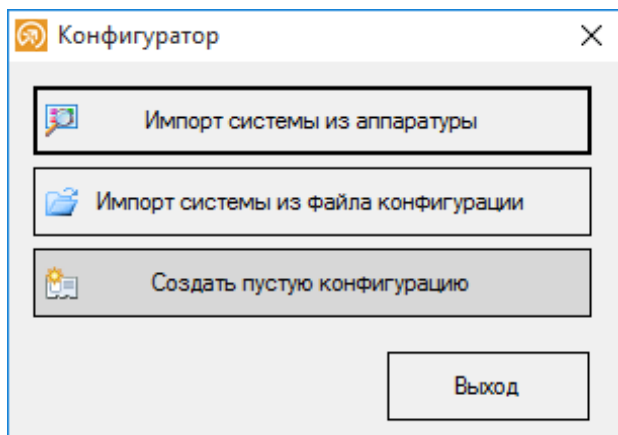 Конфигуратор
Импорт системы из аппаратуры
Импорт системы из файла конфигурации
Создать пустую конфигурацию
Выход